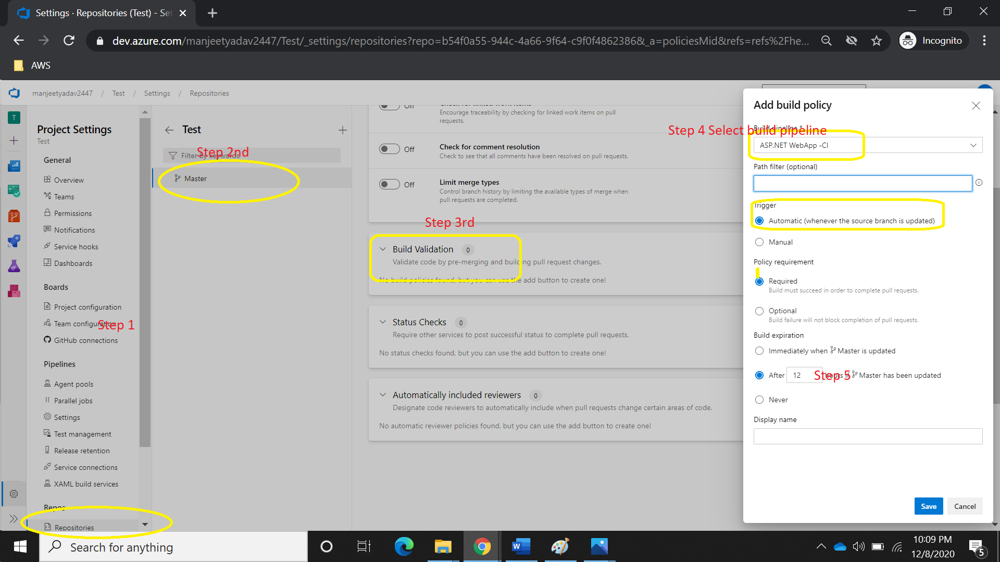 Settings · Repositories (Test) - Set
dev.azure.com/manjeetyadav2447/Test/_settings/repositories?repo=b54f0a55-944c-4a66-9f64-c9f0f4862386&_a=policiesMid&refs=refs%2Fhe...
Incognito
AWS
manjeetyadav2447 / Test / Settings / Repositories
T
Project Settings
Test
General
Overview
Teams
Permissions
Notifications
Service hooks
Dashboards
Boards
Project configuration
Team configuration
Step 1
GitHub connections
Pipelines
Agent pools
Parallel jobs
Settings
Test management
Release retention
Service connections
XAML build services
Repos
Repositories
Test
Filter by keywords
Step 2nd
Master
Off
Check for linked work items
Encourage traceability by checking for linked work items on pull
requests.
Off
Check for comment resolution
Check to see that all comments have been resolved on pull requests.
Off
Limit merge types
Control branch history by limiting the available types of merge when
pull requests are completed.
Step 3rd
Build Validation 0
Validate code by pre-merging and building pull request changes.
No build policies found, but you can use the add button to create one!
Status Checks 0
Require other services to post successful status to complete pull requests.
No status checks found, but you can use the add button to create one!
Automatically included reviewers 0
Designate code reviewers to automatically include when pull requests change certain areas of code.
No automatic reviewer policies found, but you can use the add button to create one!
Add build policy
Build pipeline *
Step 4 Select build pipeline
ASP.NET WebApp -CI
Path filter (optional)
Trigger
Automatic (whenever the source branch is updated)
Manual
Policy requirement
Required
Build must succeed in order to complete pull requests.
Optional
Build failure will not block completion of pull requests.
Build expiration
Immediately when Master is updated
After 12 hours if Master has been updated
Step 5
Never
Display name
Save
Cancel
Search for anything
W
10:09 PM
12/8/2020
5